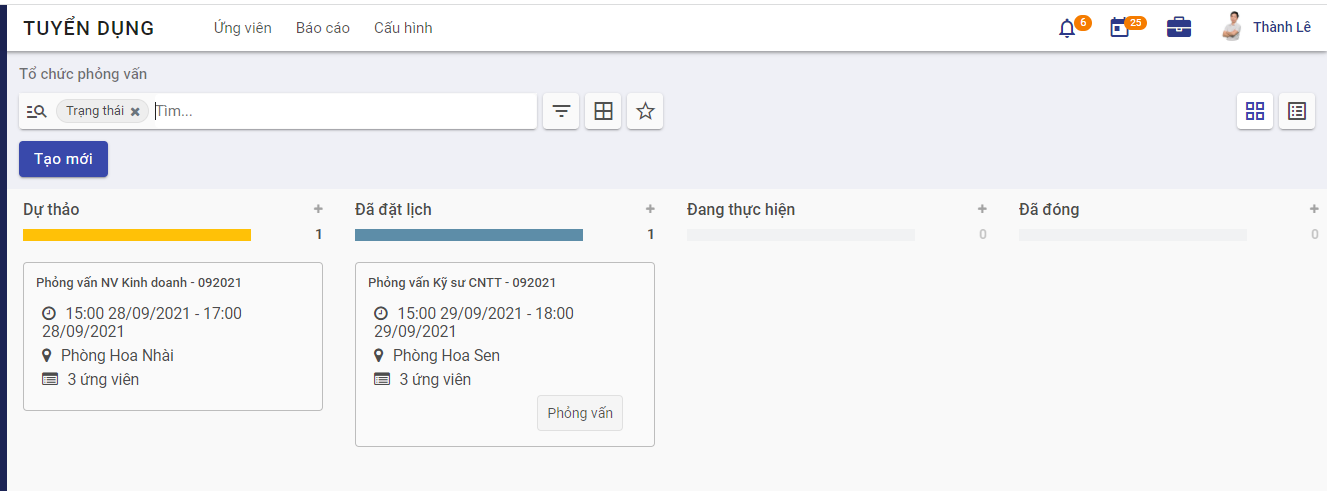 TUYỂN DỤNG Ứng viên Báo cáo Cấu hình 6 25 Thành Lê
Tổ chức phỏng vấn
Trạng thái Tìm...
Tạo mới
Dự thảo + Đã đặt lịch + Đang thực hiện + Đã đóng +
1 1 0 0
Phỏng vấn NV Kinh doanh - 092021
15:00 28/09/2021 - 17:00
28/09/2021
Phòng Hoa Nhài
3 ứng viên
Phỏng vấn Kỹ sư CNTT - 092021
15:00 29/09/2021 - 18:00
29/09/2021
Phòng Hoa Sen
3 ứng viên
Phỏng vấn